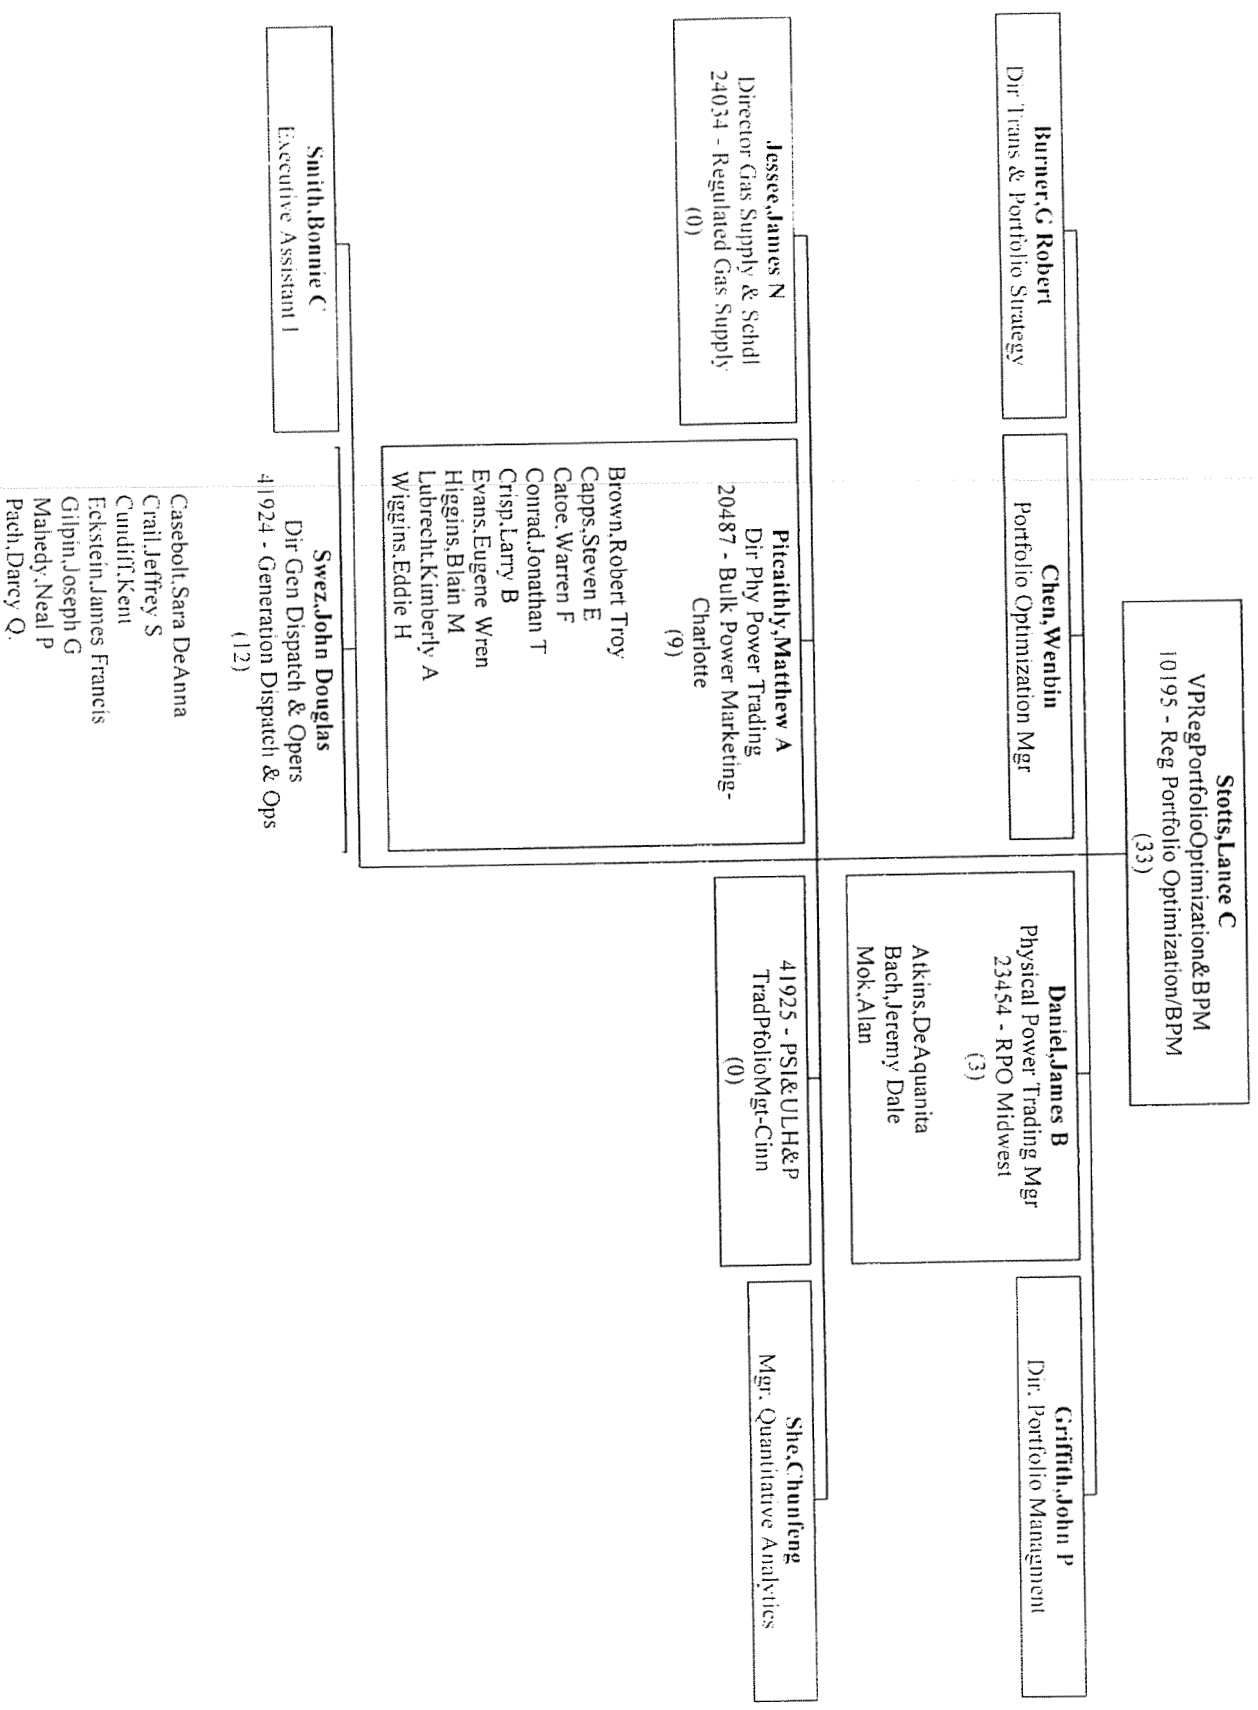 Stotts,Lance C
VPRegPortfolioOptimization&BPM
10195 - Reg Portfolio Optimization/BPM
(33)
Burner,G Robert
Dir Trans & Portfolio Strategy
Chen,Wenbin
Portfolio Optimization Mgr
Daniel,James B
Physical Power Trading Mgr
23454 - RPO Midwest
(3)
Atkins,DeAquanita
Bach,Jeremy Dale
Mok,Alan
Griffith,John P
Dir. Portfolio Managment
Jessee,James N
Director Gas Supply & Schdl
24034 - Regulated Gas Supply
(0)
Pitcaithly,Matthew A
Dir Phy Power Trading
20487 - Bulk Power Marketing-
Charlotte
(9)
Brown,Robert Troy
Capps,Steven E
Catoe,Warren F
Conrad,Jonathan T
Crisp,Larry B
Evans,Eugene Wren
Higgins,Blain M
Lubrecht,Kimberly A
Wiggins,Eddie H
41925 - PSI&ULH&P
TradPfolioMgt-Cinn
(0)
She,Chunfeng
Mgr. Quantitative Analytics
Smith,Bonnie C
Executive Assistant I
Swez,John Douglas
Dir Gen Dispatch & Opers
41924 - Generation Dispatch & Ops
(12)
Casebolt,Sara DeAnna
Crail,Jeffrey S
Cundiff,Kent
Eckstein,James Francis
Gilpin,Joseph G
Mahedy,Neal P
Pach,Darcy Q.